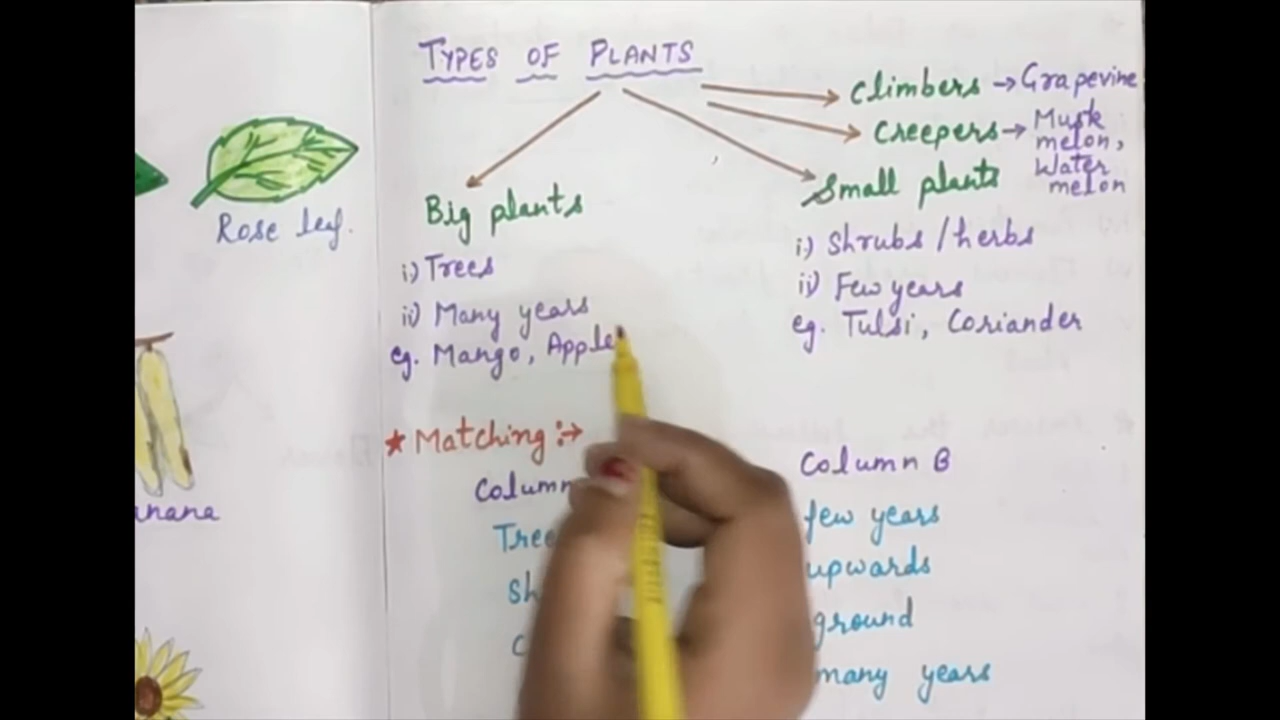 TYPES OF PLANTS
Climbers → Grapevine
Creepers → Musk
melon,
Water
melon
Rose leaf.
Big plants
i) Trees
ii) Many years
eg. Mango, Apple
Small plants
i) Shrubs / herbs
ii) Few years
eg. Tulsi, Coriander
★ Matching :→
Column
Column B
few years
upwards
ground
many years